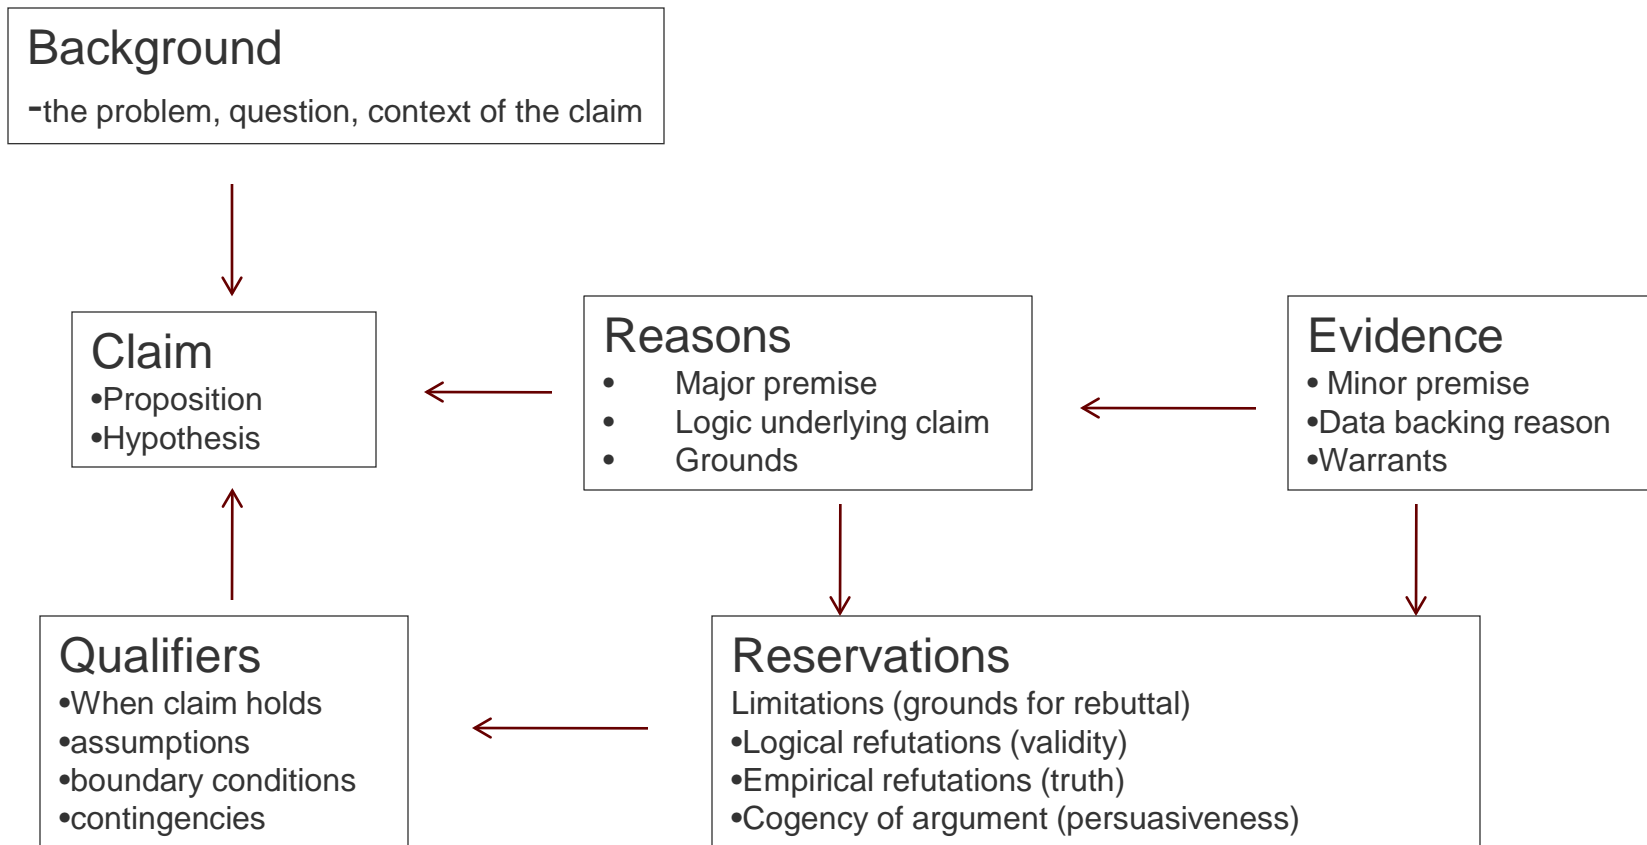 Background
-the problem, question, context of the claim
Claim
•Proposition
•Hypothesis
Reasons
• Major premise
• Logic underlying claim
• Grounds
Evidence
• Minor premise
•Data backing reason
•Warrants
Qualifiers
•When claim holds
•assumptions
•boundary conditions
•contingencies
Reservations
Limitations (grounds for rebuttal)
•Logical refutations (validity)
•Empirical refutations (truth)
•Cogency of argument (persuasiveness)